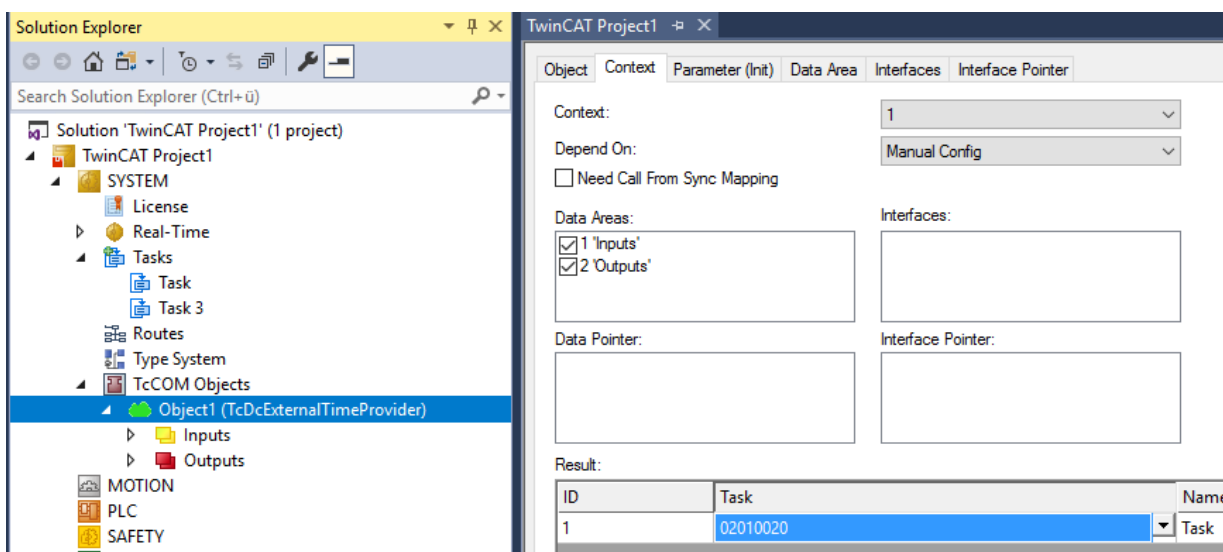 Solution Explorer
Search Solution Explorer (Ctrl+ü)
Solution 'TwinCAT Project1' (1 project)
TwinCAT Project1
SYSTEM
License
Real-Time
Tasks
Task
Task 3
Routes
Type System
TcCOM Objects
Object1 (TcDcExternalTimeProvider)
Inputs
Outputs
MOTION
PLC
SAFETY
TwinCAT Project1
Object Context Parameter (Init) Data Area Interfaces Interface Pointer
Context: 1
Depend On: Manual Config
Need Call From Sync Mapping
Data Areas: Interfaces:
1 'Inputs'
2 'Outputs'
Data Pointer: Interface Pointer:
Result:
ID Task Name
1 02010020 Task